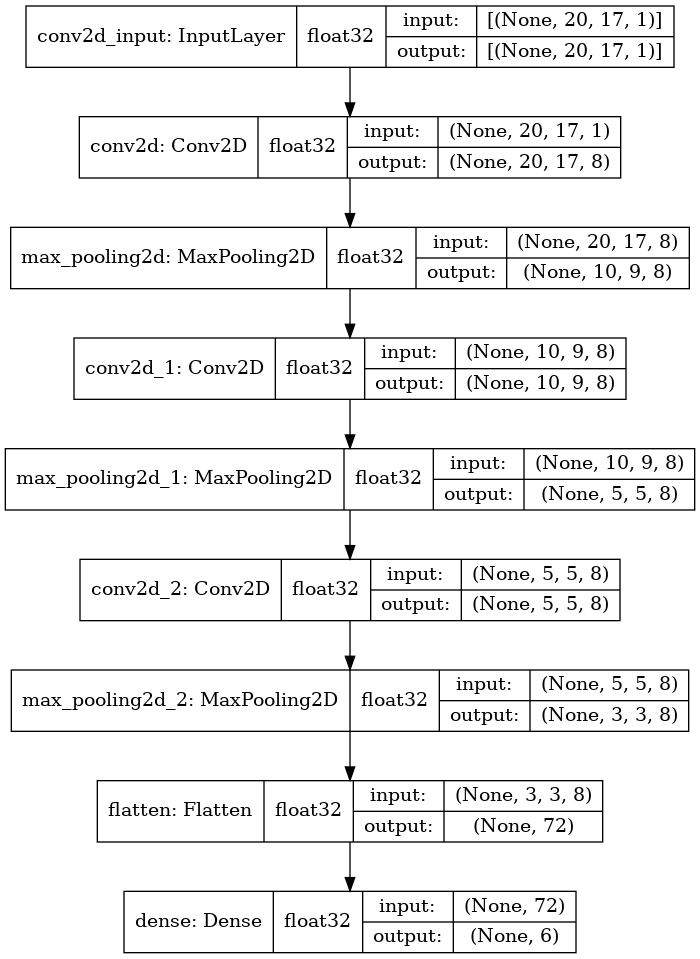 conv2d_input: InputLayer float32 input: [(None, 20, 17, 1)]
output: [(None, 20, 17, 1)]
conv2d: Conv2D float32 input: (None, 20, 17, 1)
output: (None, 20, 17, 8)
max_pooling2d: MaxPooling2D float32 input: (None, 20, 17, 8)
output: (None, 10, 9, 8)
conv2d_1: Conv2D float32 input: (None, 10, 9, 8)
output: (None, 10, 9, 8)
max_pooling2d_1: MaxPooling2D float32 input: (None, 10, 9, 8)
output: (None, 5, 5, 8)
conv2d_2: Conv2D float32 input: (None, 5, 5, 8)
output: (None, 5, 5, 8)
max_pooling2d_2: MaxPooling2D float32 input: (None, 5, 5, 8)
output: (None, 3, 3, 8)
flatten: Flatten float32 input: (None, 3, 3, 8)
output: (None, 72)
dense: Dense float32 input: (None, 72)
output: (None, 6)